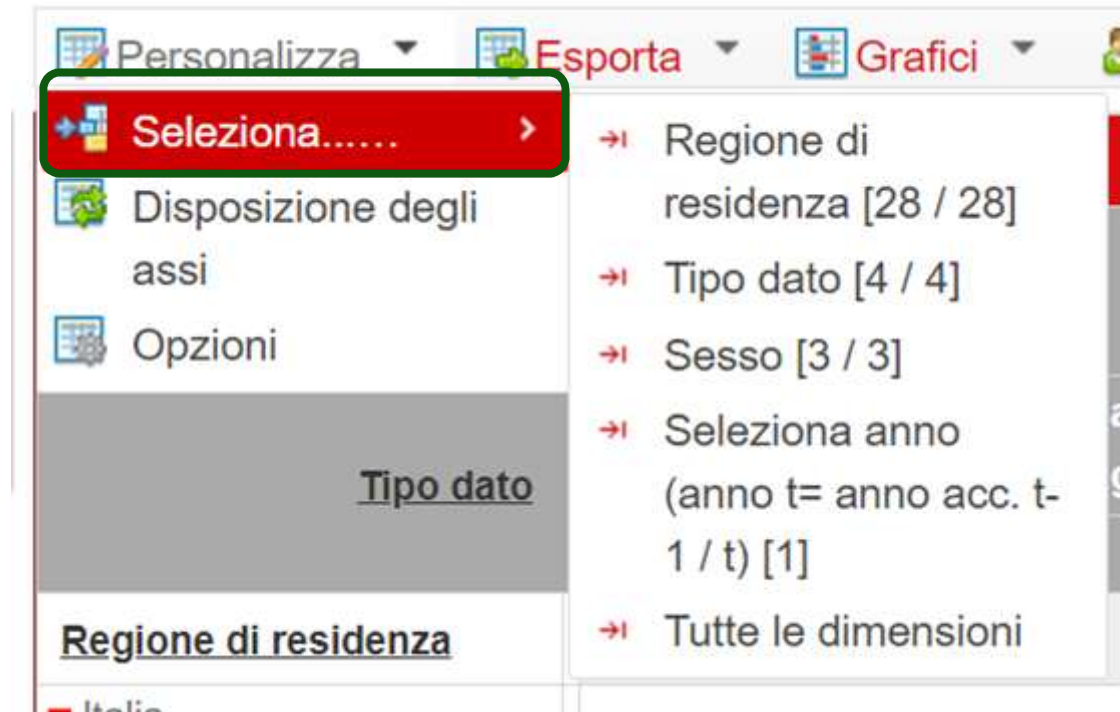 Personalizza Esporta Grafici
Seleziona...... >
Disposizione degli
assi
Opzioni
Regione di
residenza [28 / 28]
Tipo dato [4 / 4]
Sesso [3 / 3]
Seleziona anno
(anno t= anno acc. t-
1 / t) [1]
Tutte le dimensioni
Tipo dato
Regione di residenza
Italia